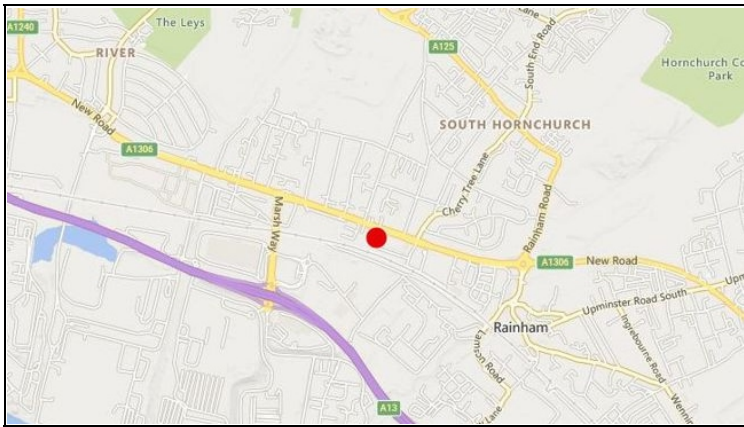 A1240
The Leys
RIVER
A125
South End Road
Hornchurch Co
Park
New Road
SOUTH HORNCHURCH
A1306
Cherry Tree Lane
Marsh Way
Rainham Road
A1306
New Road
Upminster Road South
Rainham
Ingrebourne Road
Road
A13
Lane